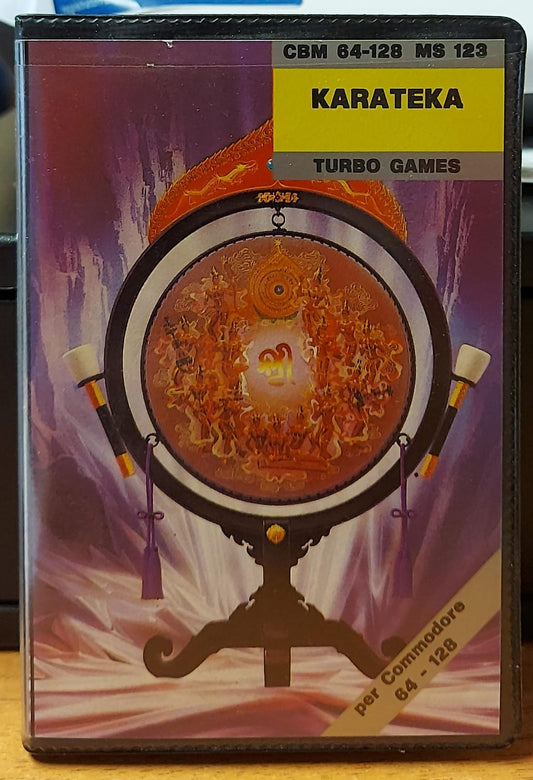 CBM 64-128 MS 123
KARATEKA
TURBO GAMES
per Commodore
64 - 128